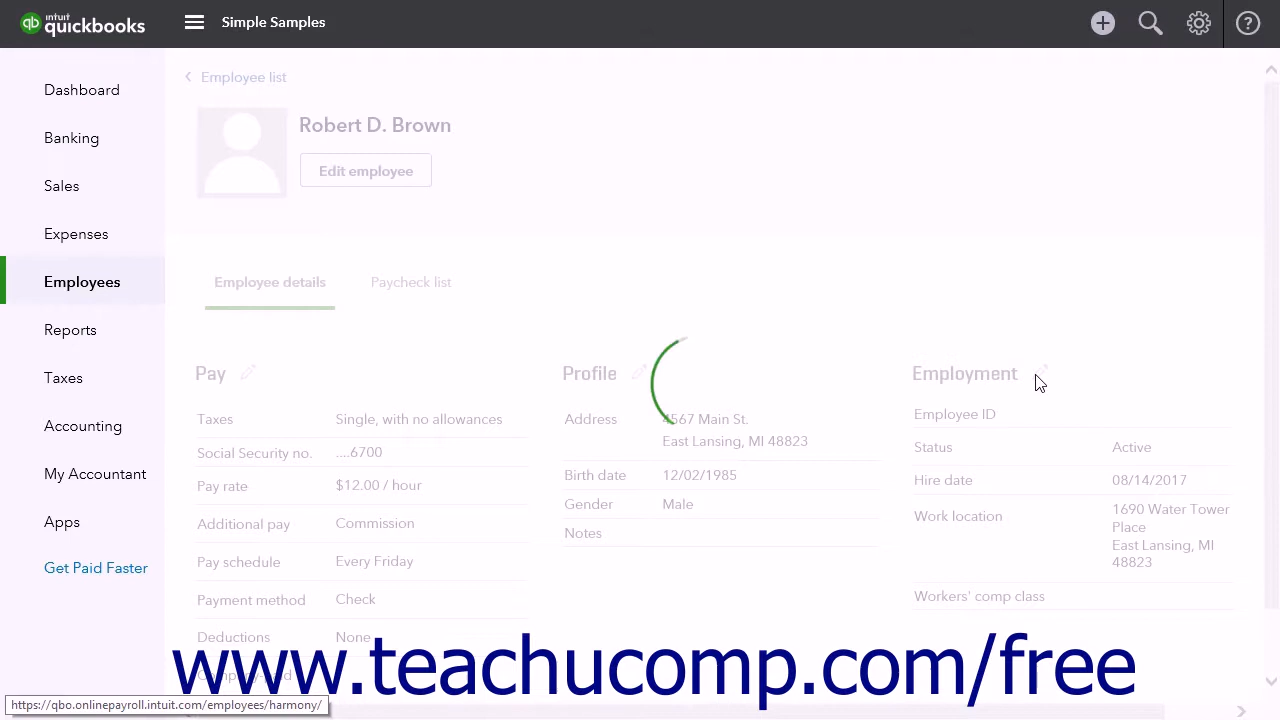 intuit
qb quickbooks
Simple Samples
Dashboard
Banking
Sales
Expenses
Employees
Reports
Taxes
Accounting
My Accountant
Apps
Get Paid Faster
Employee list
Robert D. Brown
Edit employee
Employee details
Paycheck list
Pay
Taxes Single, with no allowances
Social Security no. ....6700
Pay rate $12.00 / hour
Additional pay Commission
Pay schedule Every Friday
Payment method Check
Deductions None
Profile
Address 4567 Main St.
East Lansing, MI 48823
Birth date 12/02/1985
Gender Male
Notes
Employment
Employee ID
Status Active
Hire date 08/14/2017
Work location 1690 Water Tower
Place
East Lansing, MI
48823
Workers' comp class
www.teachucomp.com/free
https://qbo.onlinepayroll.intuit.com/employees/harmony/